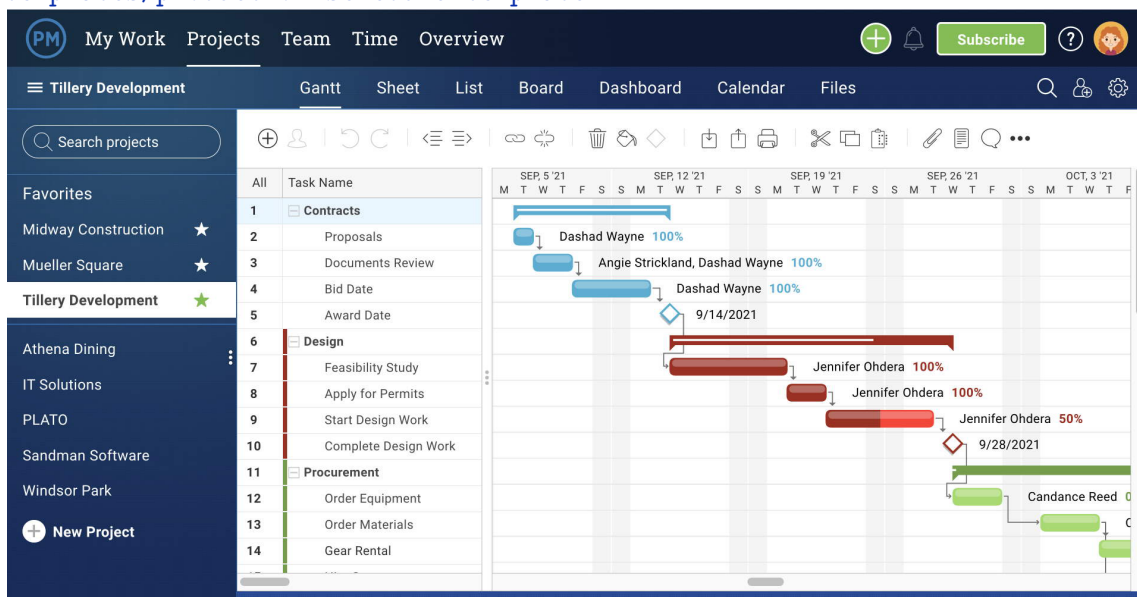 PM My Work Projects Team Time Overview Subscribe ?
Tillery Development Gantt Sheet List Board Dashboard Calendar Files
Search projects
Favorites
Midway Construction
Mueller Square
Tillery Development
Athena Dining
IT Solutions
PLATO
Sandman Software
Windsor Park
New Project
All Task Name SEP, 5 '21 SEP, 12 '21 SEP, 19 '21 SEP, 26 '21 OCT, 3 '21
M T W T F S S M T W T F S S M T W T F S S M T W T F S S M T W T F
1 Contracts
2 Proposals Dashad Wayne 100%
3 Documents Review Angie Strickland, Dashad Wayne 100%
4 Bid Date Dashad Wayne 100%
5 Award Date 9/14/2021
6 Design
7 Feasibility Study Jennifer Ohdera 100%
8 Apply for Permits Jennifer Ohdera 100%
9 Start Design Work Jennifer Ohdera 50%
10 Complete Design Work 9/28/2021
11 Procurement
12 Order Equipment Candance Reed
13 Order Materials
14 Gear Rental